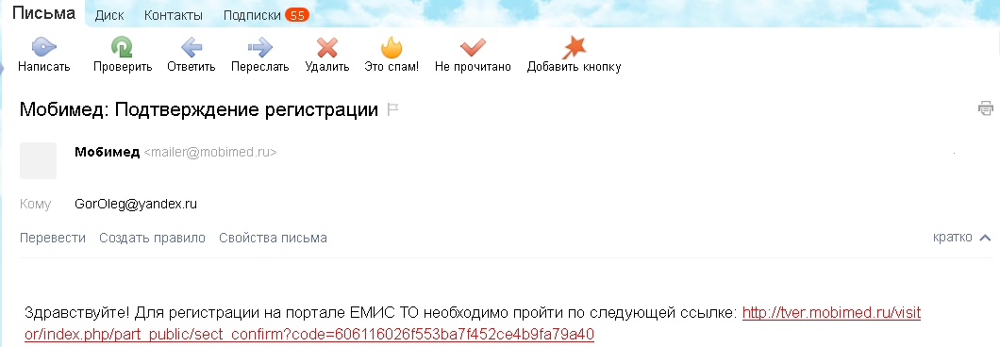 Письма Диск Контакты Подписки 55
Написать Проверить Ответить Переслать Удалить Это спам! Не прочитано Добавить кнопку
Мобимед: Подтверждение регистрации
Мобимед <mailer@mobimed.ru>
Кому GorOleg@yandex.ru
Перевести Создать правило Свойства письма кратко
Здравствуйте! Для регистрации на портале ЕМИС ТО необходимо пройти по следующей ссылке: http://tver.mobimed.ru/visit
or/index.php/part_public/sect_confirm?code=606116026f553ba7f452ce4b9fa79a40